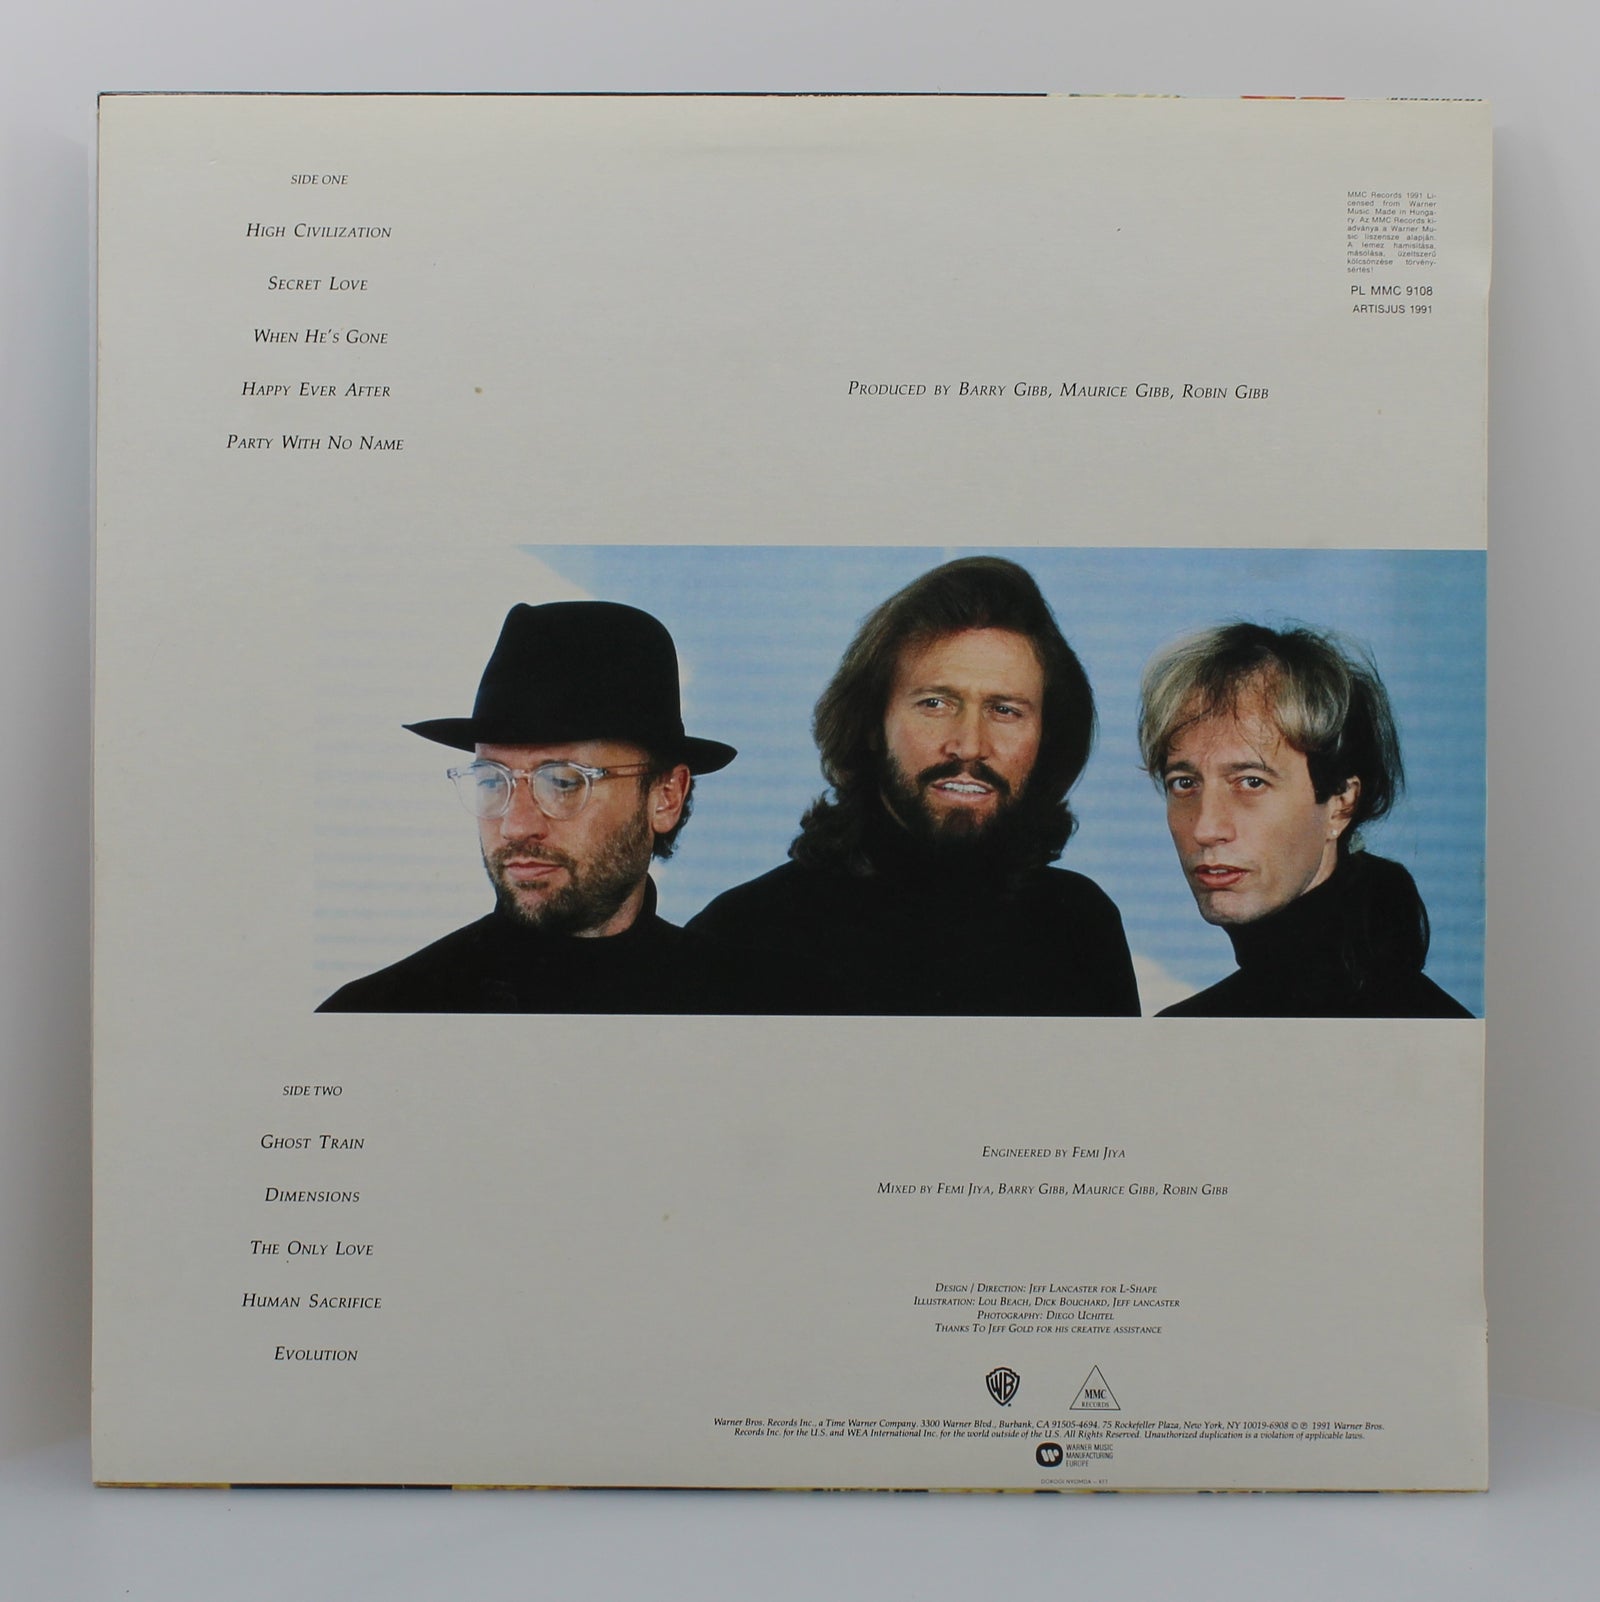 SIDE ONE
HIGH CIVILIZATION
SECRET LOVE
WHEN HE'S GONE
HAPPY EVER AFTER
PARTY WITH NO NAME
MMC Records 1991 Li-
censed from Warner
Music. Made in Hunga-
ry. Az MMC Records ki-
adványa a Warner Mu-
sic liszensze alapján.
A lemez hamisítása,
másolása, üzeltszerű
kölcsönzése törvény-
sértés!
PL MMC 9108
ARTISJUS 1991
PRODUCED BY BARRY GIBB, MAURICE GIBB, ROBIN GIBB
SIDE TWO
GHOST TRAIN
DIMENSIONS
THE ONLY LOVE
HUMAN SACRIFICE
EVOLUTION
ENGINEERED BY FEMI JIYA
MIXED BY FEMI JIYA, BARRY GIBB, MAURICE GIBB, ROBIN GIBB
DESIGN / DIRECTION: JEFF LANCASTER FOR L-SHAPE
ILLUSTRATION: LOU BEACH, DICK BOUCHARD, JEFF LANCASTER
PHOTOGRAPHY: DIEGO UCHITEL
THANKS TO JEFF GOLD FOR HIS CREATIVE ASSISTANCE
WB
MMC
RECORDS
Warner Bros. Records Inc., a Time Warner Company, 3300 Warner Blvd., Burbank, CA 91505-4694. 75 Rockefeller Plaza, New York, NY 10019-6908 © ℗ 1991 Warner Bros.
Records Inc. for the U.S. and WEA International Inc. for the world outside of the U.S. All Rights Reserved. Unauthorized duplication is a violation of applicable laws.
WARNER MUSIC
MANUFACTURING
EUROPE
DOROGI NYOMDA – KFT.